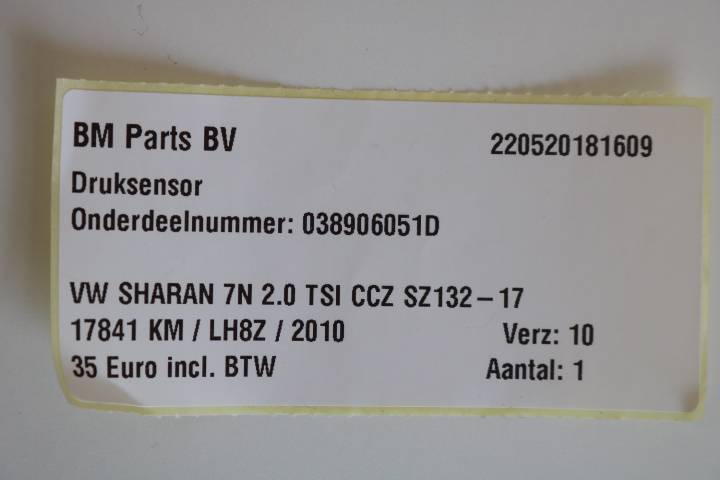 BM Parts BV 220520181609
Druksensor
Onderdeelnummer: 038906051D
VW SHARAN 7N 2.0 TSI CCZ SZ132-17
17841 KM / LH8Z / 2010 Verz: 10
35 Euro incl. BTW Aantal: 1